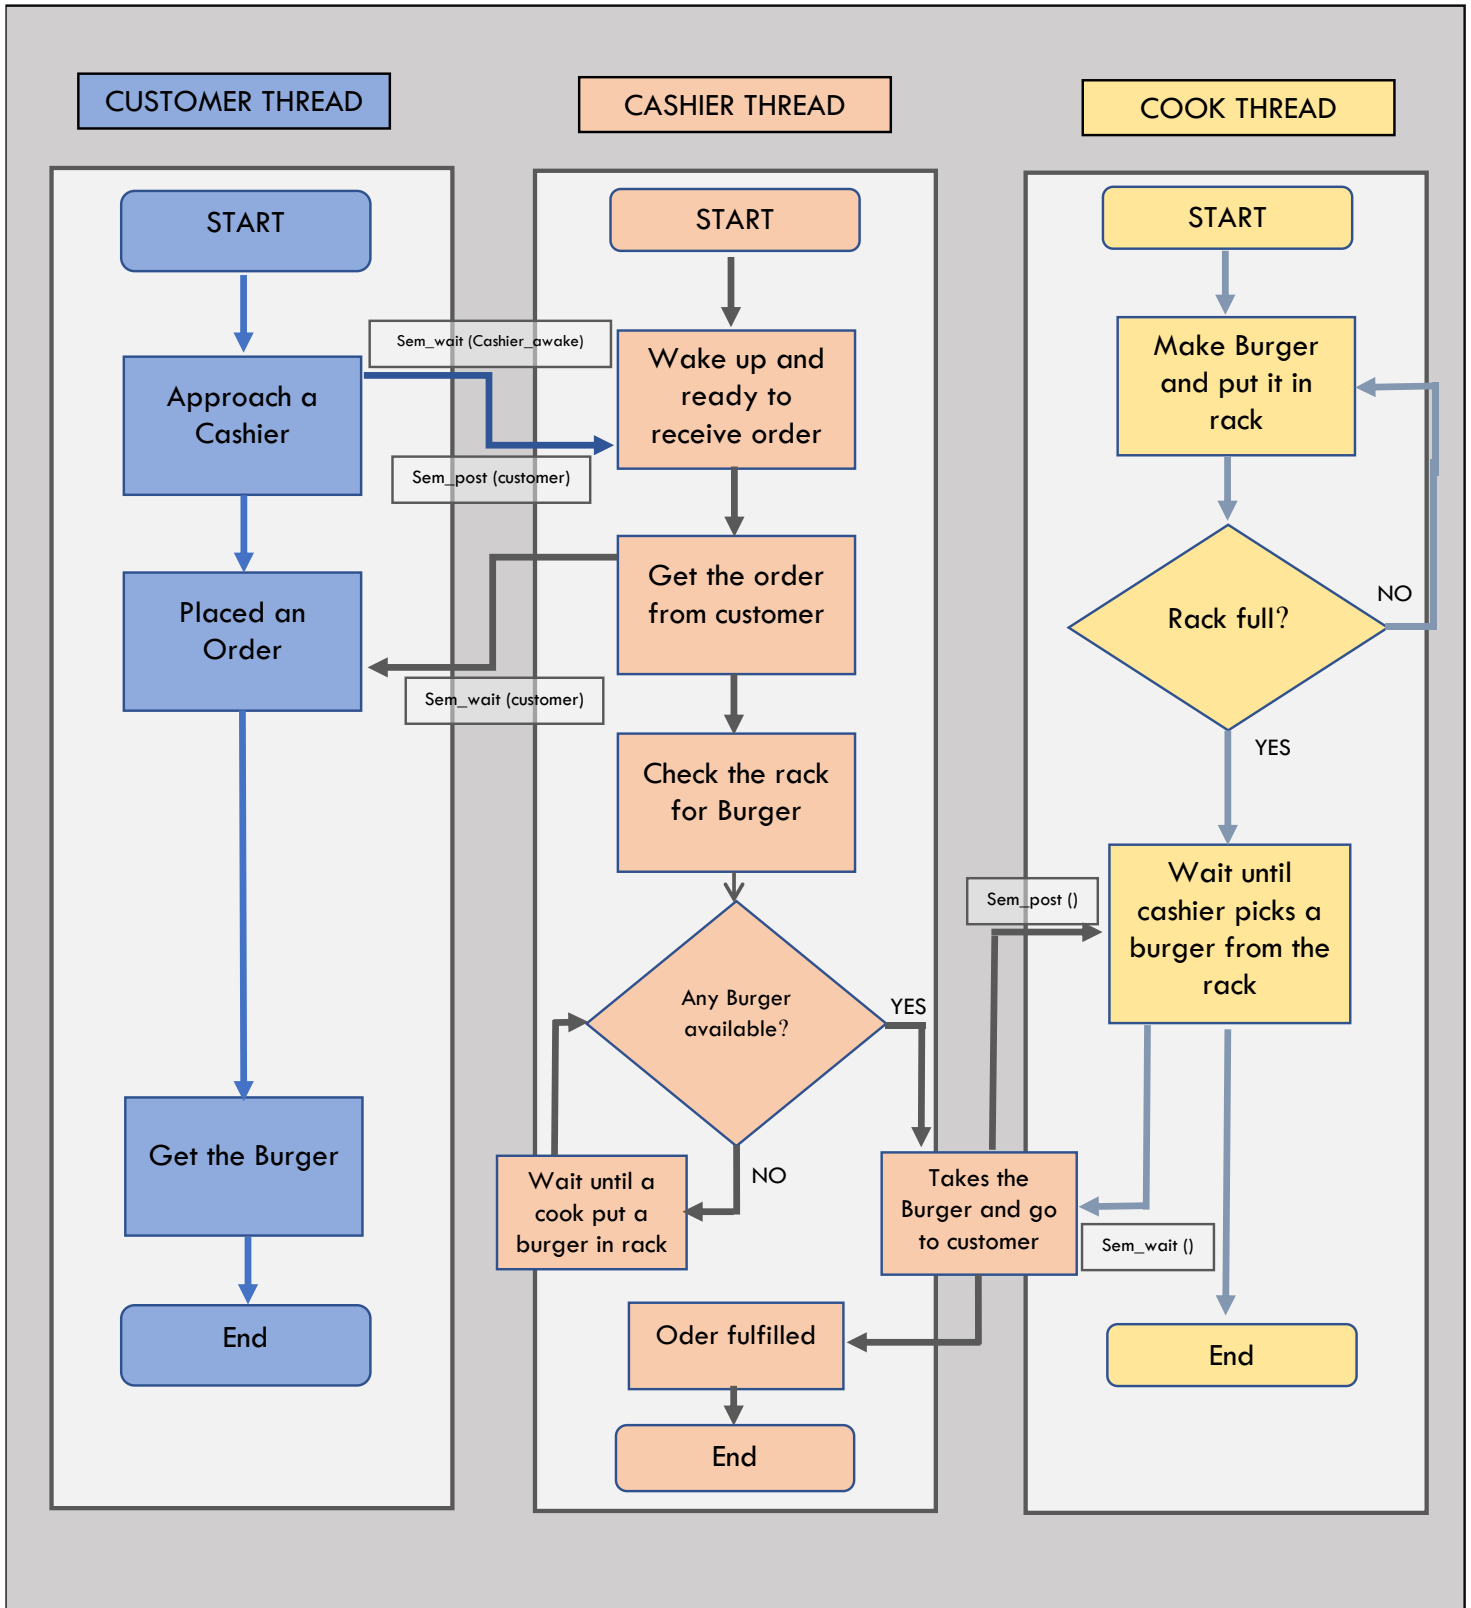 CUSTOMER THREAD
CASHIER THREAD
COOK THREAD
START
Approach a
Cashier
Placed an
Order
Get the Burger
End
Sem_wait (Cashier_awake)
Sem_post (customer)
Sem_wait (customer)
START
Wake up and
ready to
receive order
Get the order
from customer
Check the rack
for Burger
Any Burger
available?
YES
NO
Wait until a
cook put a
burger in rack
Takes the
Burger and go
to customer
Oder fulfilled
End
Sem_post ()
Sem_wait ()
START
Make Burger
and put it in
rack
Rack full?
NO
YES
Wait until
cashier picks a
burger from the
rack
End